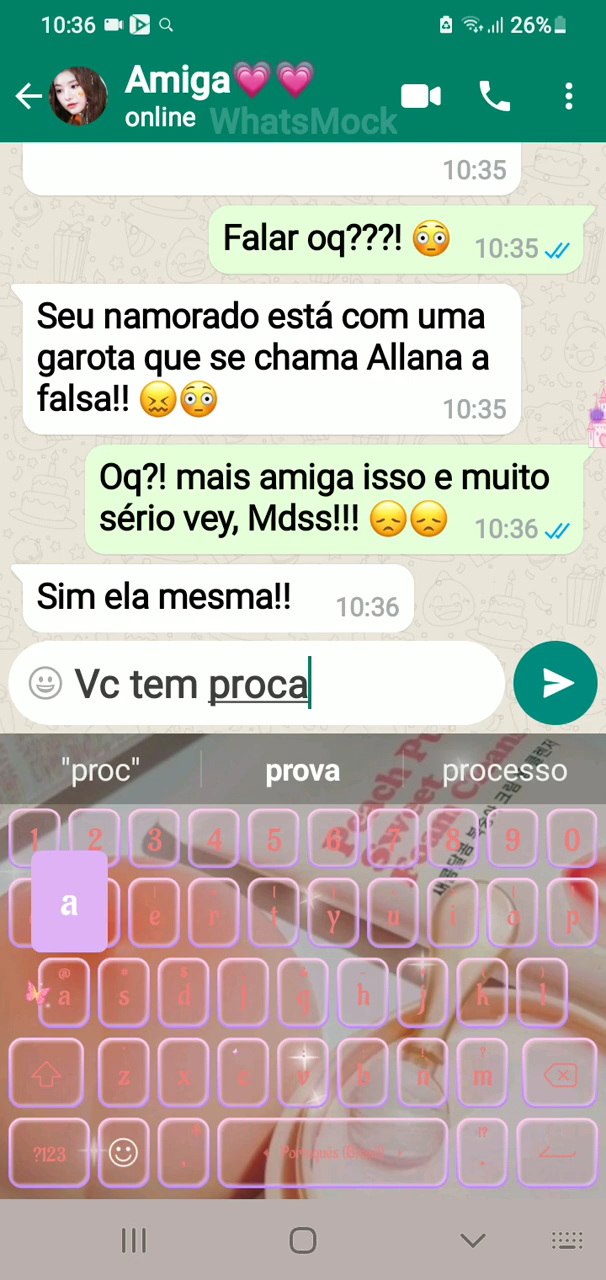 10:36 26%
Amiga💗💗
online WhatsMock
10:35
Falar oq???! 😳 10:35
Seu namorado está com uma
garota que se chama Allana a
falsa!! 😖😳 10:35
Oq?! mais amiga isso e muito
sério vey, Mdss!!! 😞😞 10:36
Sim ela mesma!! 10:36
Vc tem proca
"proc" prova processo
1 2 3 4 5 6 7 8 9 0
a e r t y u i o p
@
a s d f g h j k l
z x c v b n m
!?
?123 , Português (Brasil) .